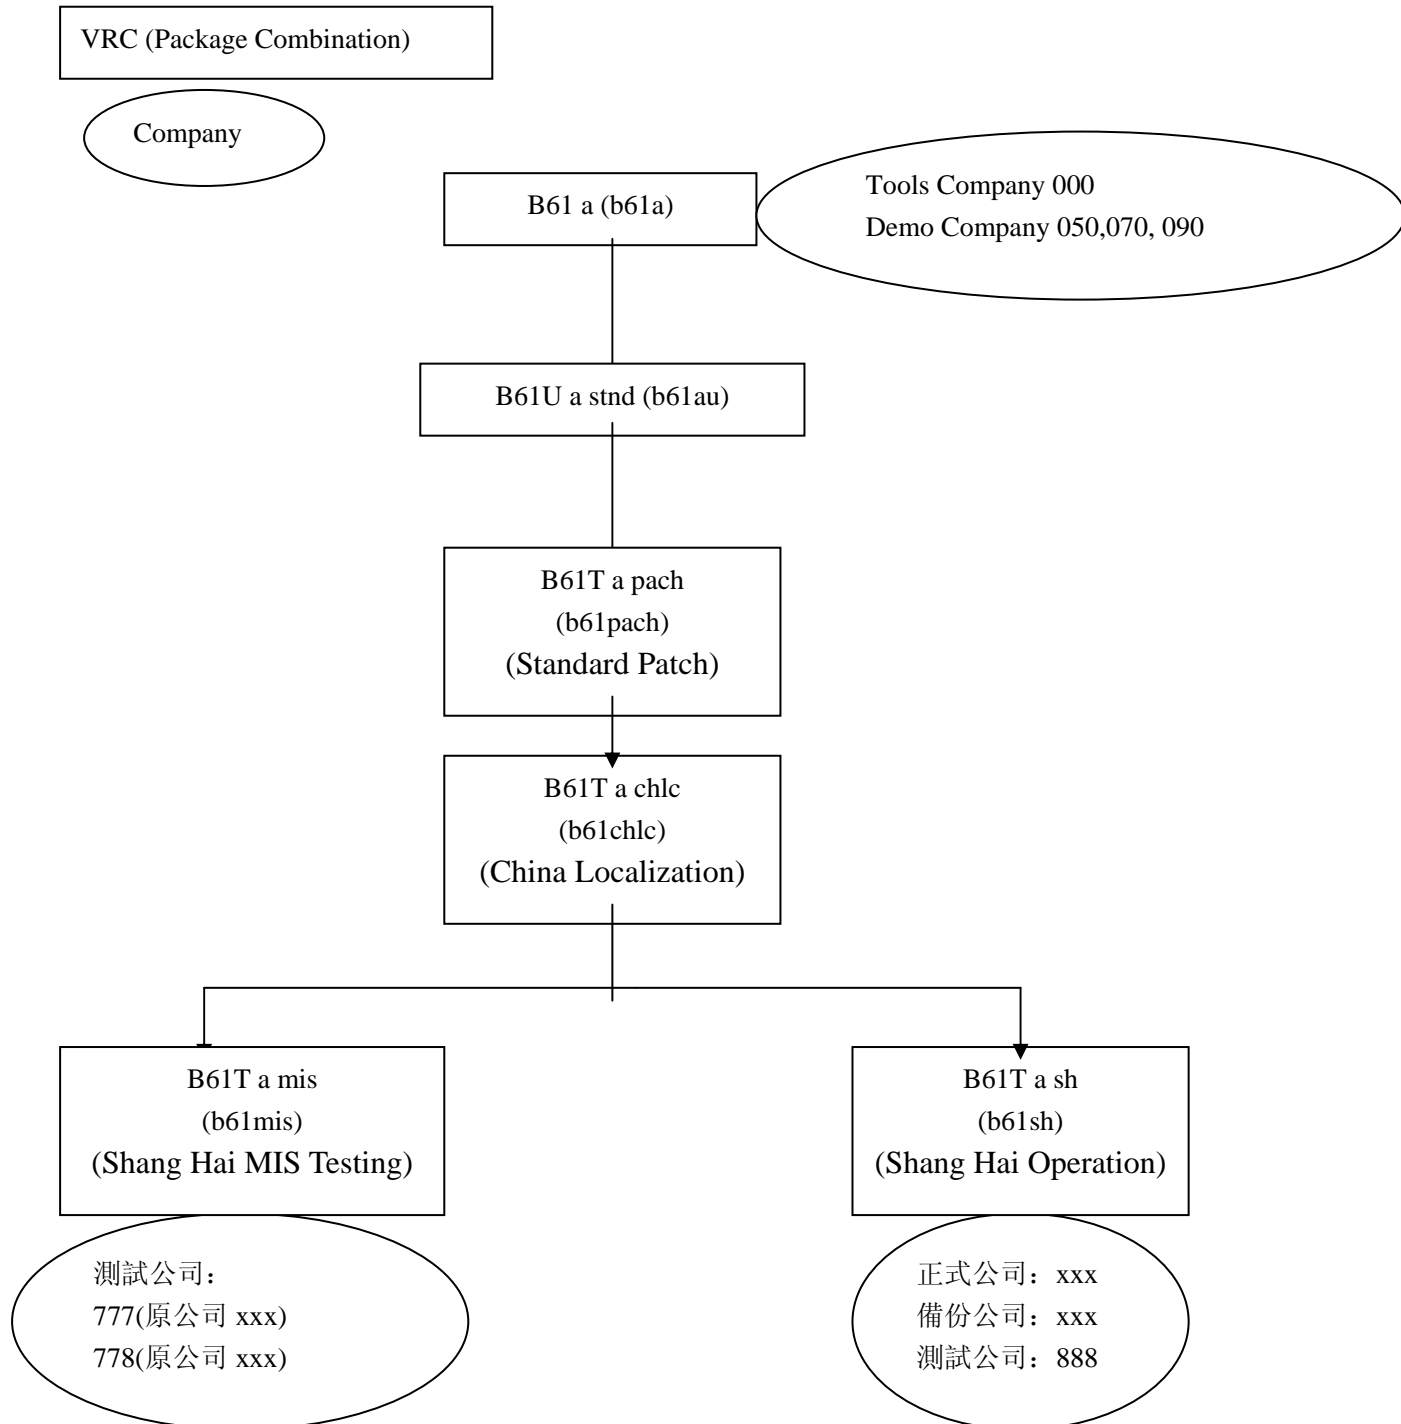 VRC (Package Combination)
Company
B61 a (b61a)
Tools Company 000
Demo Company 050,070, 090
B61U a stnd (b61au)
B61T a pach
(b61pach)
(Standard Patch)
B61T a chlc
(b61chlc)
(China Localization)
B61T a mis
(b61mis)
(Shang Hai MIS Testing)
B61T a sh
(b61sh)
(Shang Hai Operation)
測試公司：
777(原公司 xxx)
778(原公司 xxx)
正式公司：xxx
備份公司：xxx
測試公司：888